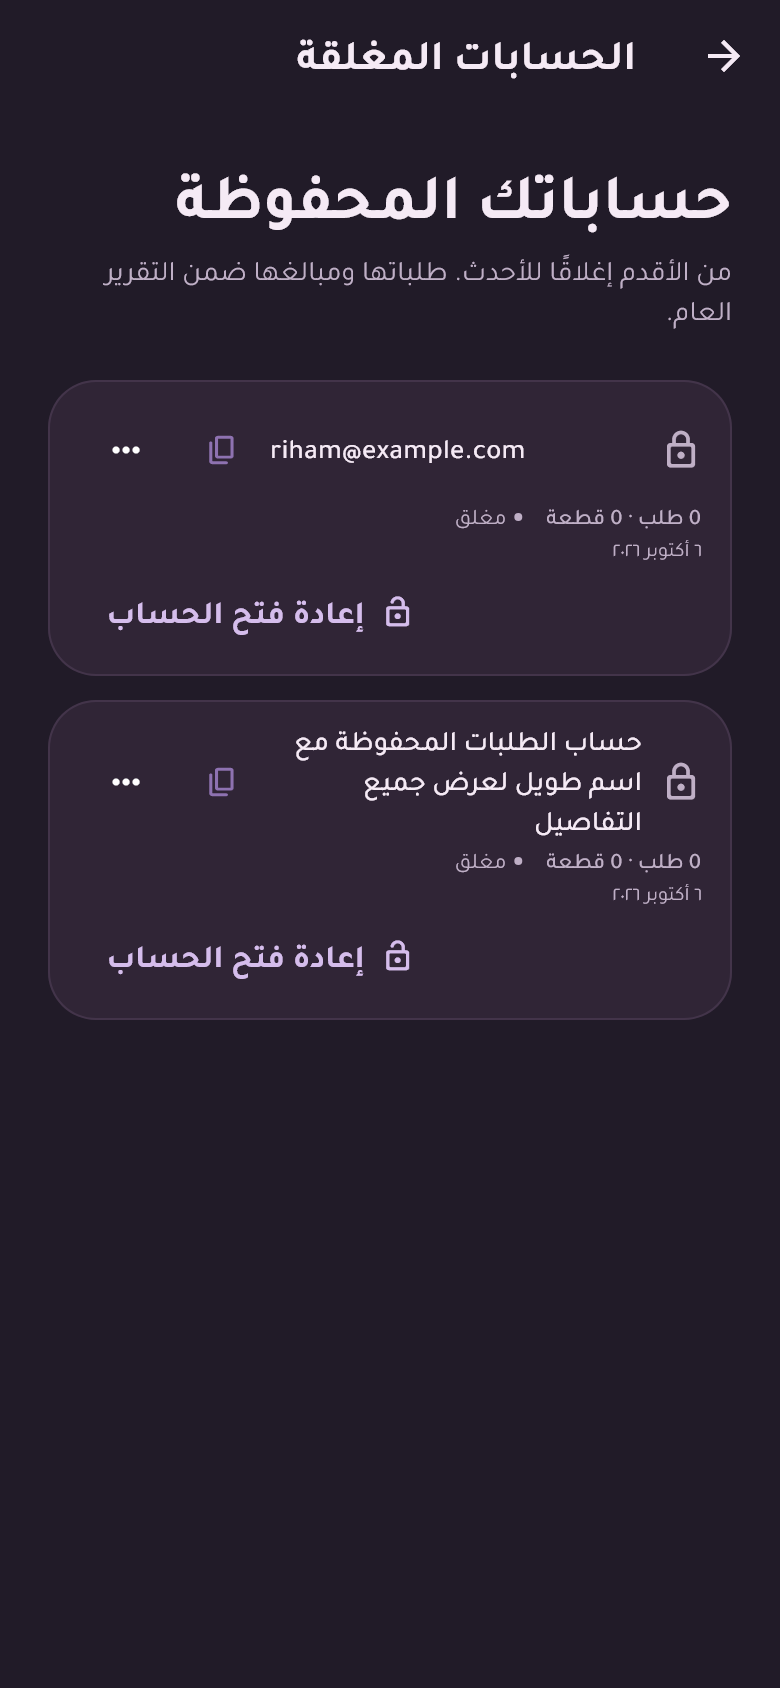 الحسابات المغلقة
حساباتك المحفوظة
من الأقدم إغلاقًا للأحدث. طلباتها ومبالغها ضمن التقرير
العام.
riham@example.com
0 طلب · 0 قطعة • مغلق
٦ أكتوبر ٢٠٢٦
إعادة فتح الحساب
حساب الطلبات المحفوظة مع
اسم طويل لعرض جميع
التفاصيل
0 طلب · 0 قطعة • مغلق
٦ أكتوبر ٢٠٢٦
إعادة فتح الحساب